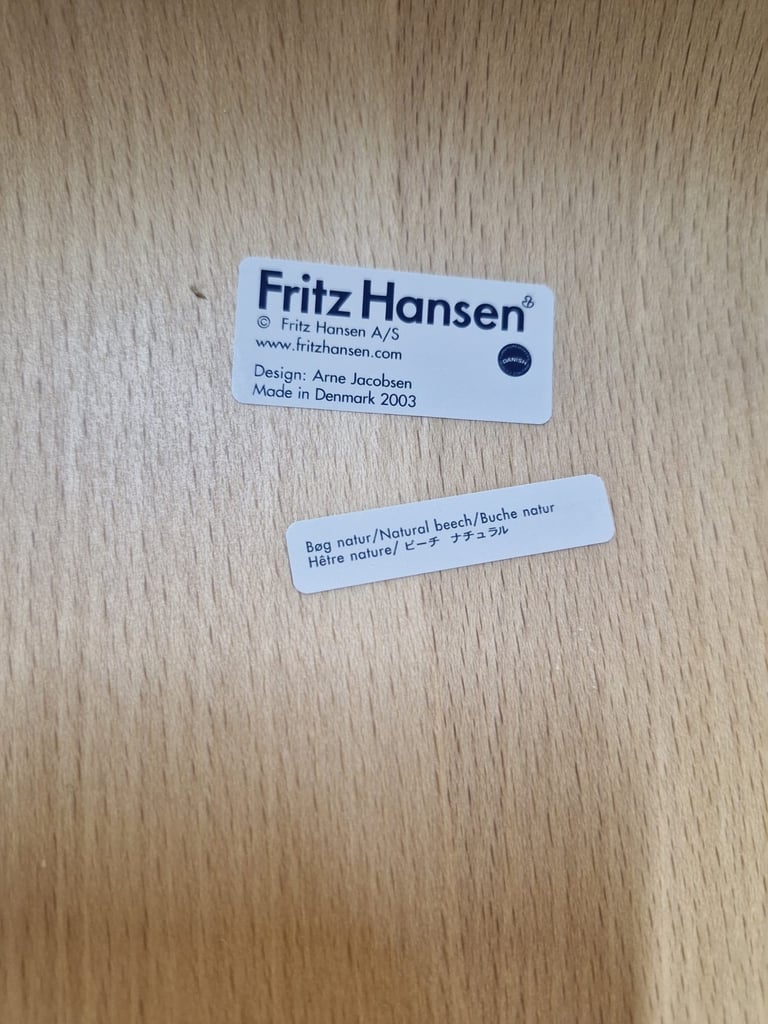 Fritz Hansen
© Fritz Hansen A/S
www.fritzhansen.com
DANISH
Design: Arne Jacobsen
Made in Denmark 2003
Bøg natur/Natural beech/Buche natur
Hêtre nature/ ビーチ ナチュラル